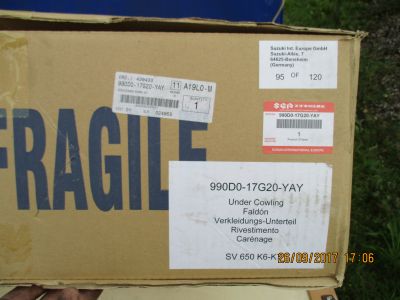 Suzuki Int. Europe GmbH
Suzuki-Allee, 7
64625-Bensheim
(Germany)
95 OF 120
990D0-17G20-YAY
11 A19L0-M
1
SGP
990D0-17G20-YAY
1
FRAGILE
990D0-17G20-YAY
Under Cowling
Faldón
Verkleidungs-Unterteil
Rivestimento
Carénage
SV 650 K6-K
26/09/2017 17:06